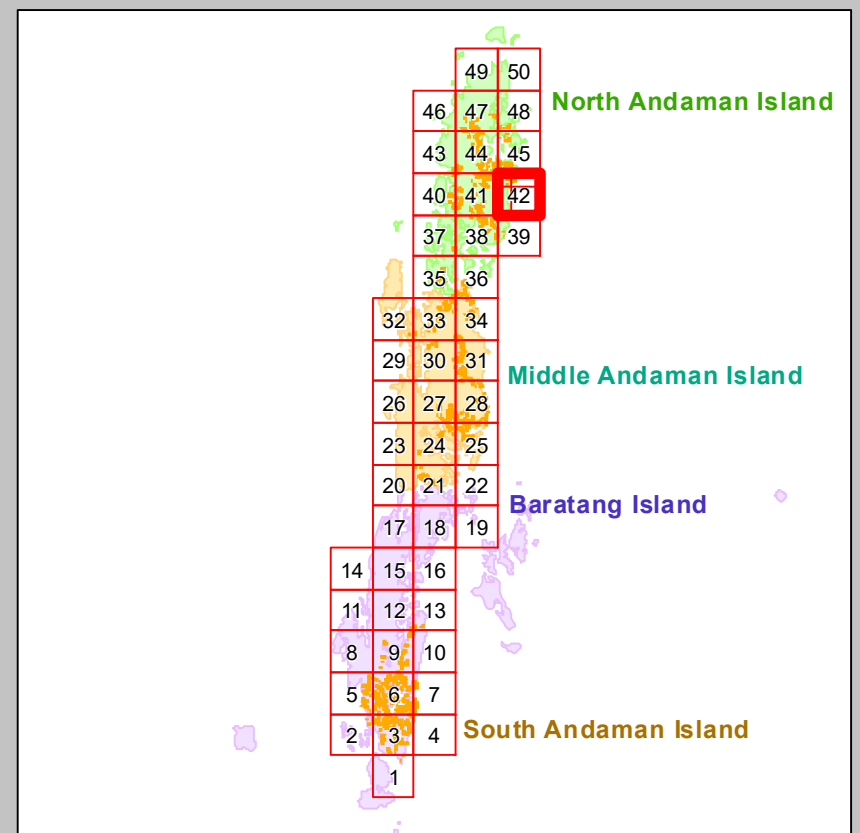 49 50
North Andaman Island
46 47 48
43 44 45
40 41 42
37 38 39
35 36
32 33 34
29 30 31
Middle Andaman Island
26 27 28
23 24 25
20 21 22
Baratang Island
17 18 19
14 15 16
11 12 13
8 9 10
5 6 7
2 3 4
South Andaman Island
1